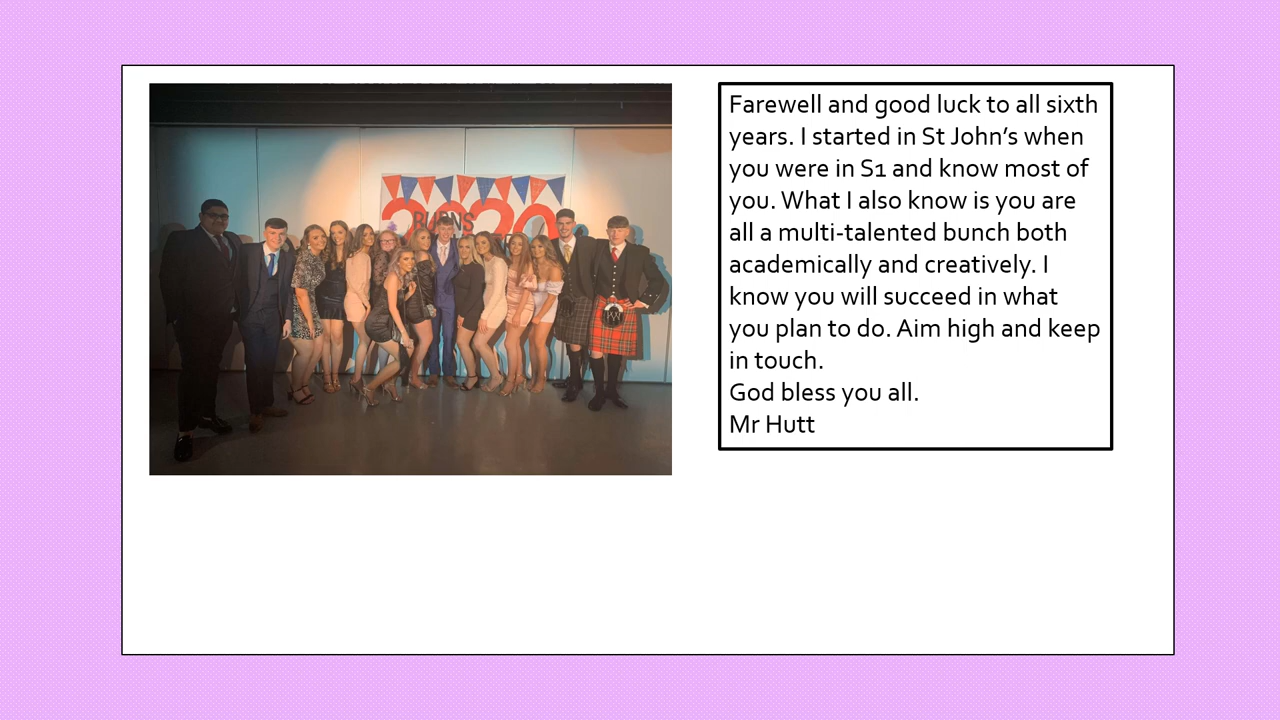 BURNS
2020
Farewell and good luck to all sixth
years. I started in St John's when
you were in S1 and know most of
you. What I also know is you are
all a multi-talented bunch both
academically and creatively. I
know you will succeed in what
you plan to do. Aim high and keep
in touch.
God bless you all.
Mr Hutt